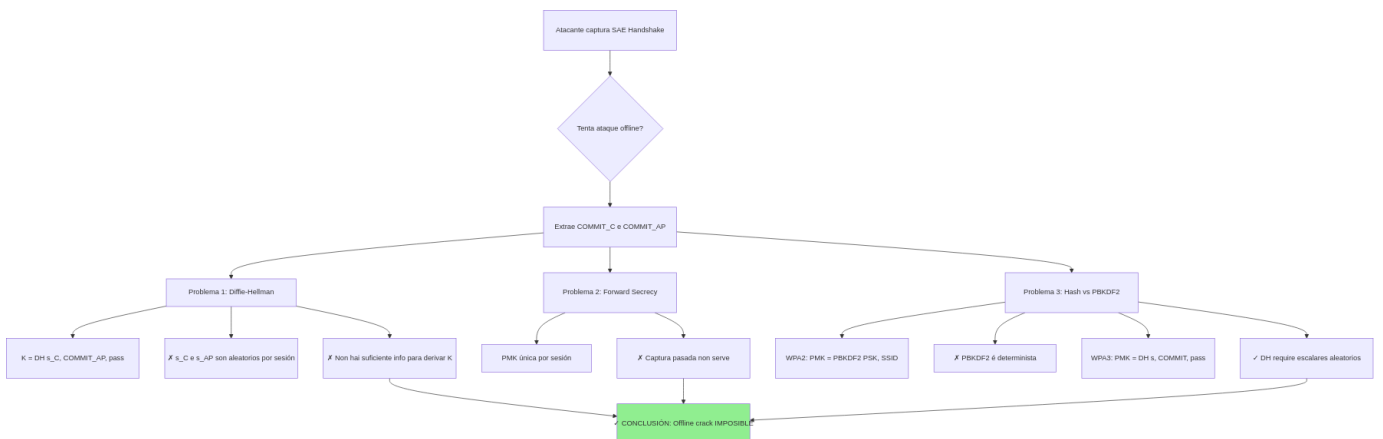 Atacante captura SAE Handshake
Tenta ataque offline?
Extrae COMMIT_C e COMMIT_AP
Problema 1: Diffie-Hellman
Problema 2: Forward Secrecy
Problema 3: Hash vs PBKDF2
K = DH s_C, COMMIT_AP, pass
✗ s_C e s_AP son aleatorios por sesión
✗ Non hai suficiente info para derivar K
PMK única por sesión
✗ Captura pasada non serve
WPA2: PMK = PBKDF2 PSK, SSID
✗ PBKDF2 é determinista
WPA3: PMK = DH s, COMMIT, pass
✓ DH require escalares aleatorios
✓ CONCLUSIÓN: Offline crack IMPOSIBLE